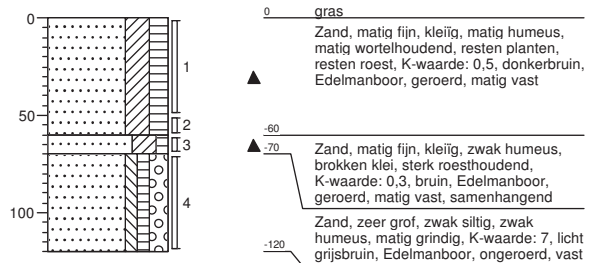 0
50
100
1
2
3
4
0 gras
Zand, matig fijn, kleiïg, matig humeus,
matig wortelhoudend, resten planten,
resten roest, K-waarde: 0,5, donkerbruin,
Edelmanboor, geroerd, matig vast
-60
-70
Zand, matig fijn, kleiïg, zwak humeus,
brokken klei, sterk roesthoudend,
K-waarde: 0,3, bruin, Edelmanboor,
geroerd, matig vast, samenhangend
Zand, zeer grof, zwak siltig, zwak
humeus, matig grindig, K-waarde: 7, licht
-120
grijsbruin, Edelmanboor, ongeroerd, vast